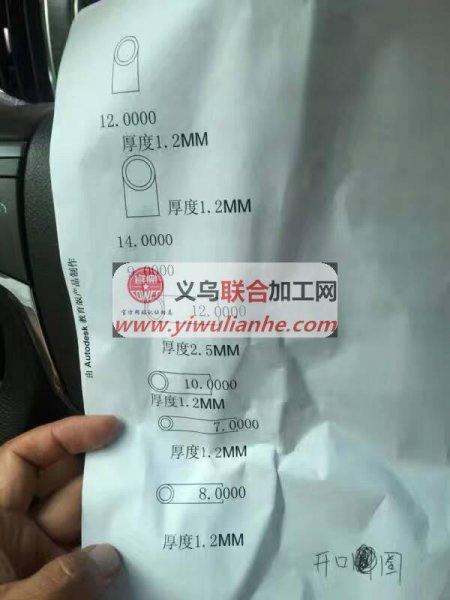 12.0000
厚度1.2MM
厚度1.2MM
14.0000
9.0000
义乌联合加工网
12.0000
www.yiwulianhe.com
厚度2.5MM
10.0000
厚度1.2MM
7.0000
厚度1.2MM
8.0000
厚度1.2MM
由 Autodesk 教育版产品制作
开口 圈